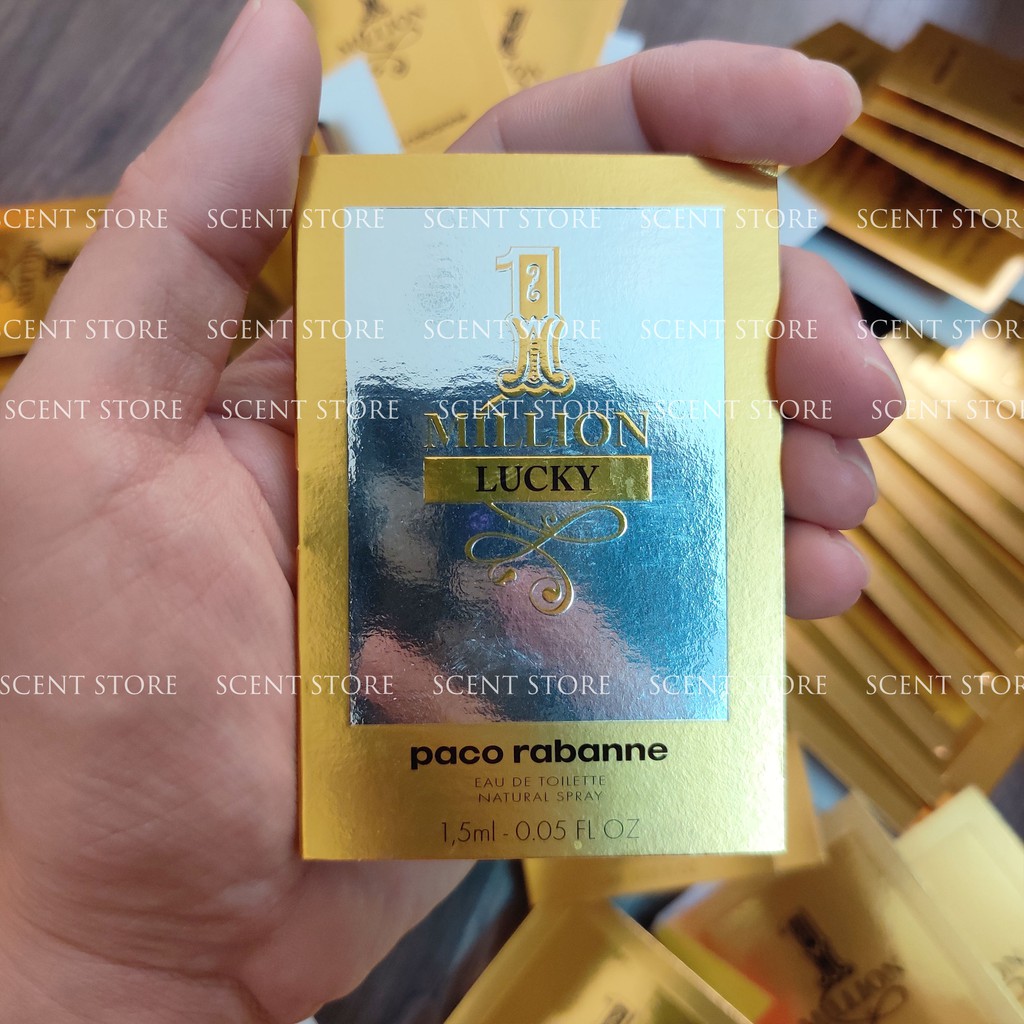 SCENT STORE SCENT STORE SCENT STORE SCENT STORE SCENT STORE
1
SCENT STORE SCENT STORE SCENT STORE SCENT STORE SCENT STORE
SCENT STORE SCENT STORE SCENT STORE SCENT STORE SCENT STORE
MILLION
LUCKY
SCENT STORE SCENT STORE SCENT STORE SCENT STORE SCENT STORE
paco rabanne
EAU DE TOILETTE
NATURAL SPRAY
1,5ml - 0.05 FL OZ
MILLION